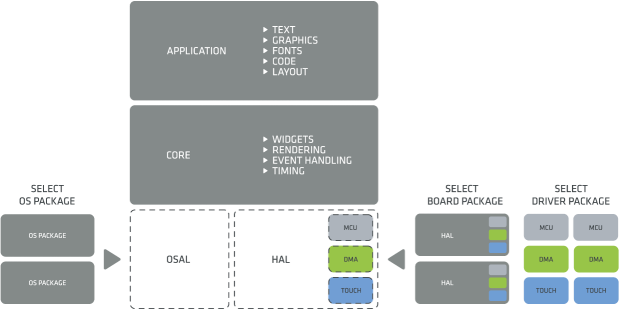 APPLICATION
TEXT
GRAPHICS
FONTS
CODE
LAYOUT
CORE
WIDGETS
RENDERING
EVENT HANDLING
TIMING
SELECT
OS PACKAGE
OS PACKAGE
OS PACKAGE
OSAL
HAL
MCU
DMA
TOUCH
SELECT
BOARD PACKAGE
HAL
HAL
SELECT
DRIVER PACKAGE
MCU MCU
DMA DMA
TOUCH TOUCH